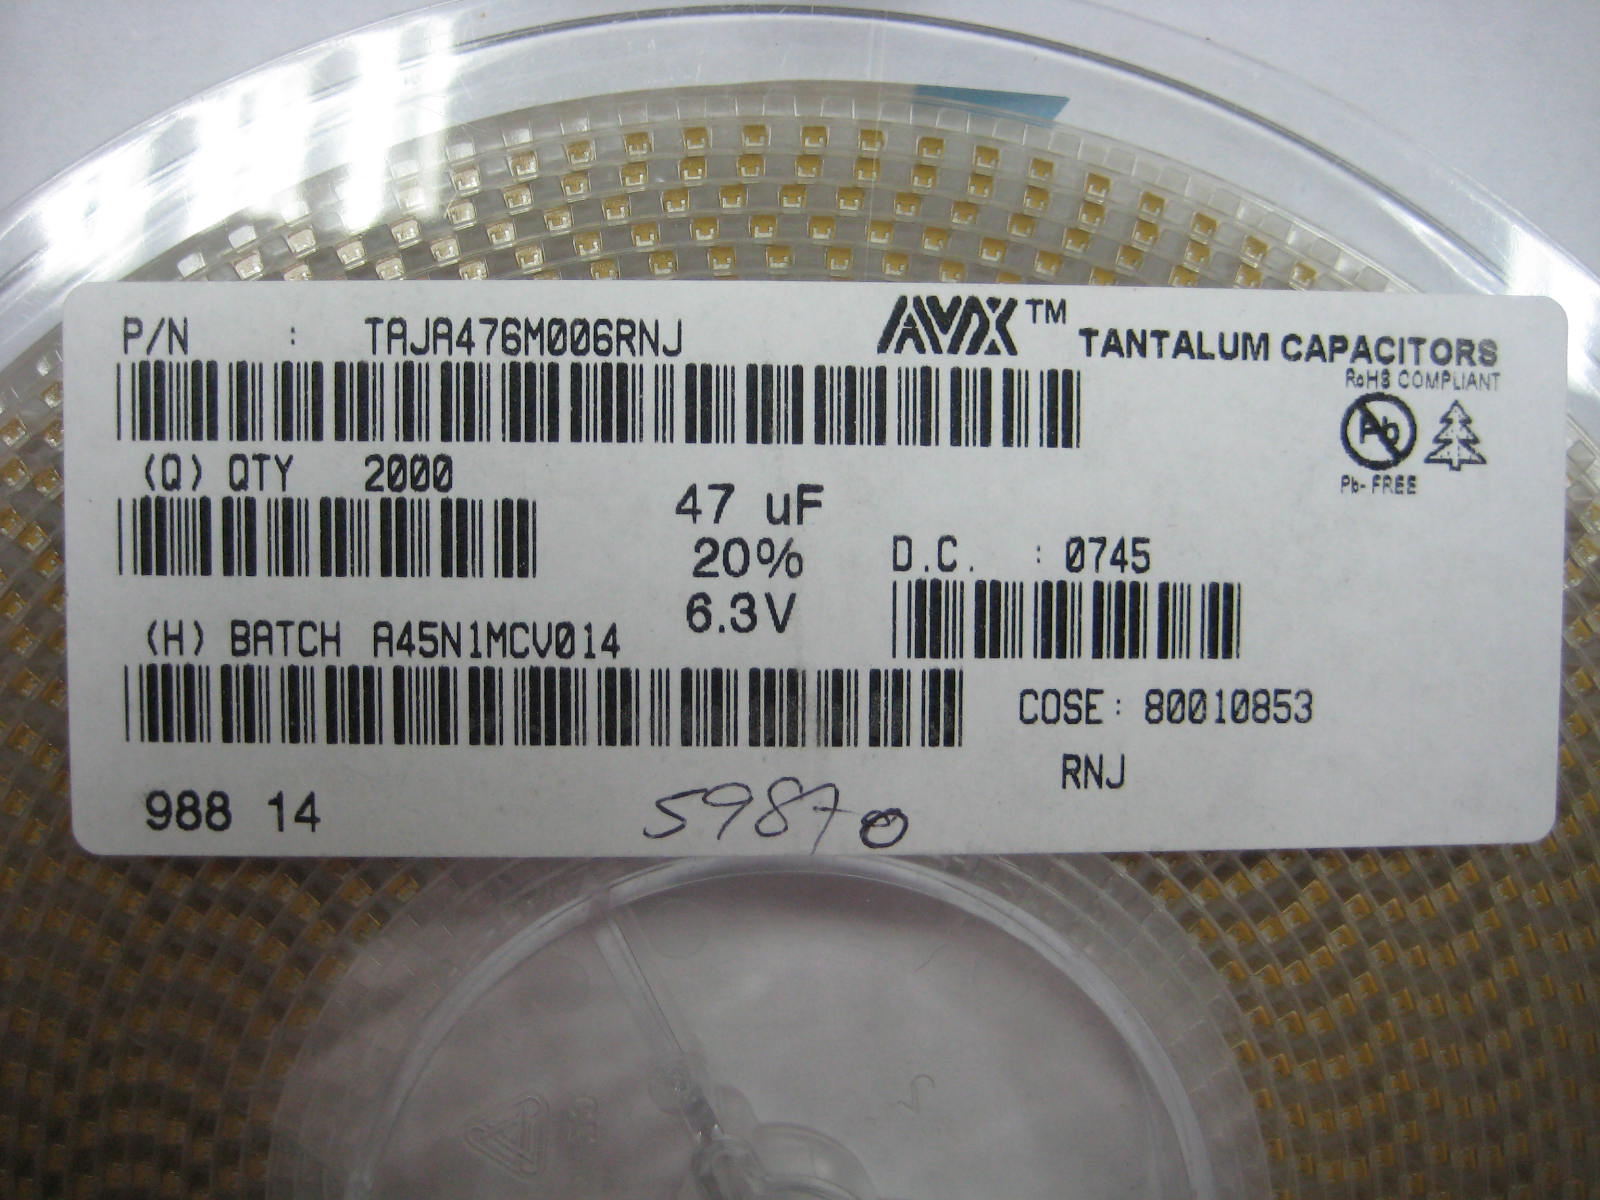 P/N : TAJA476M006RNJ
AVX™ TANTALUM CAPACITORS
RoHS COMPLIANT
Pb
Pb-FREE
(Q) QTY 2000
47 uF
20%
6.3V
D.C. : 0745
(H) BATCH A45N1MCV014
COSE: 80010853
RNJ
988 14
59870